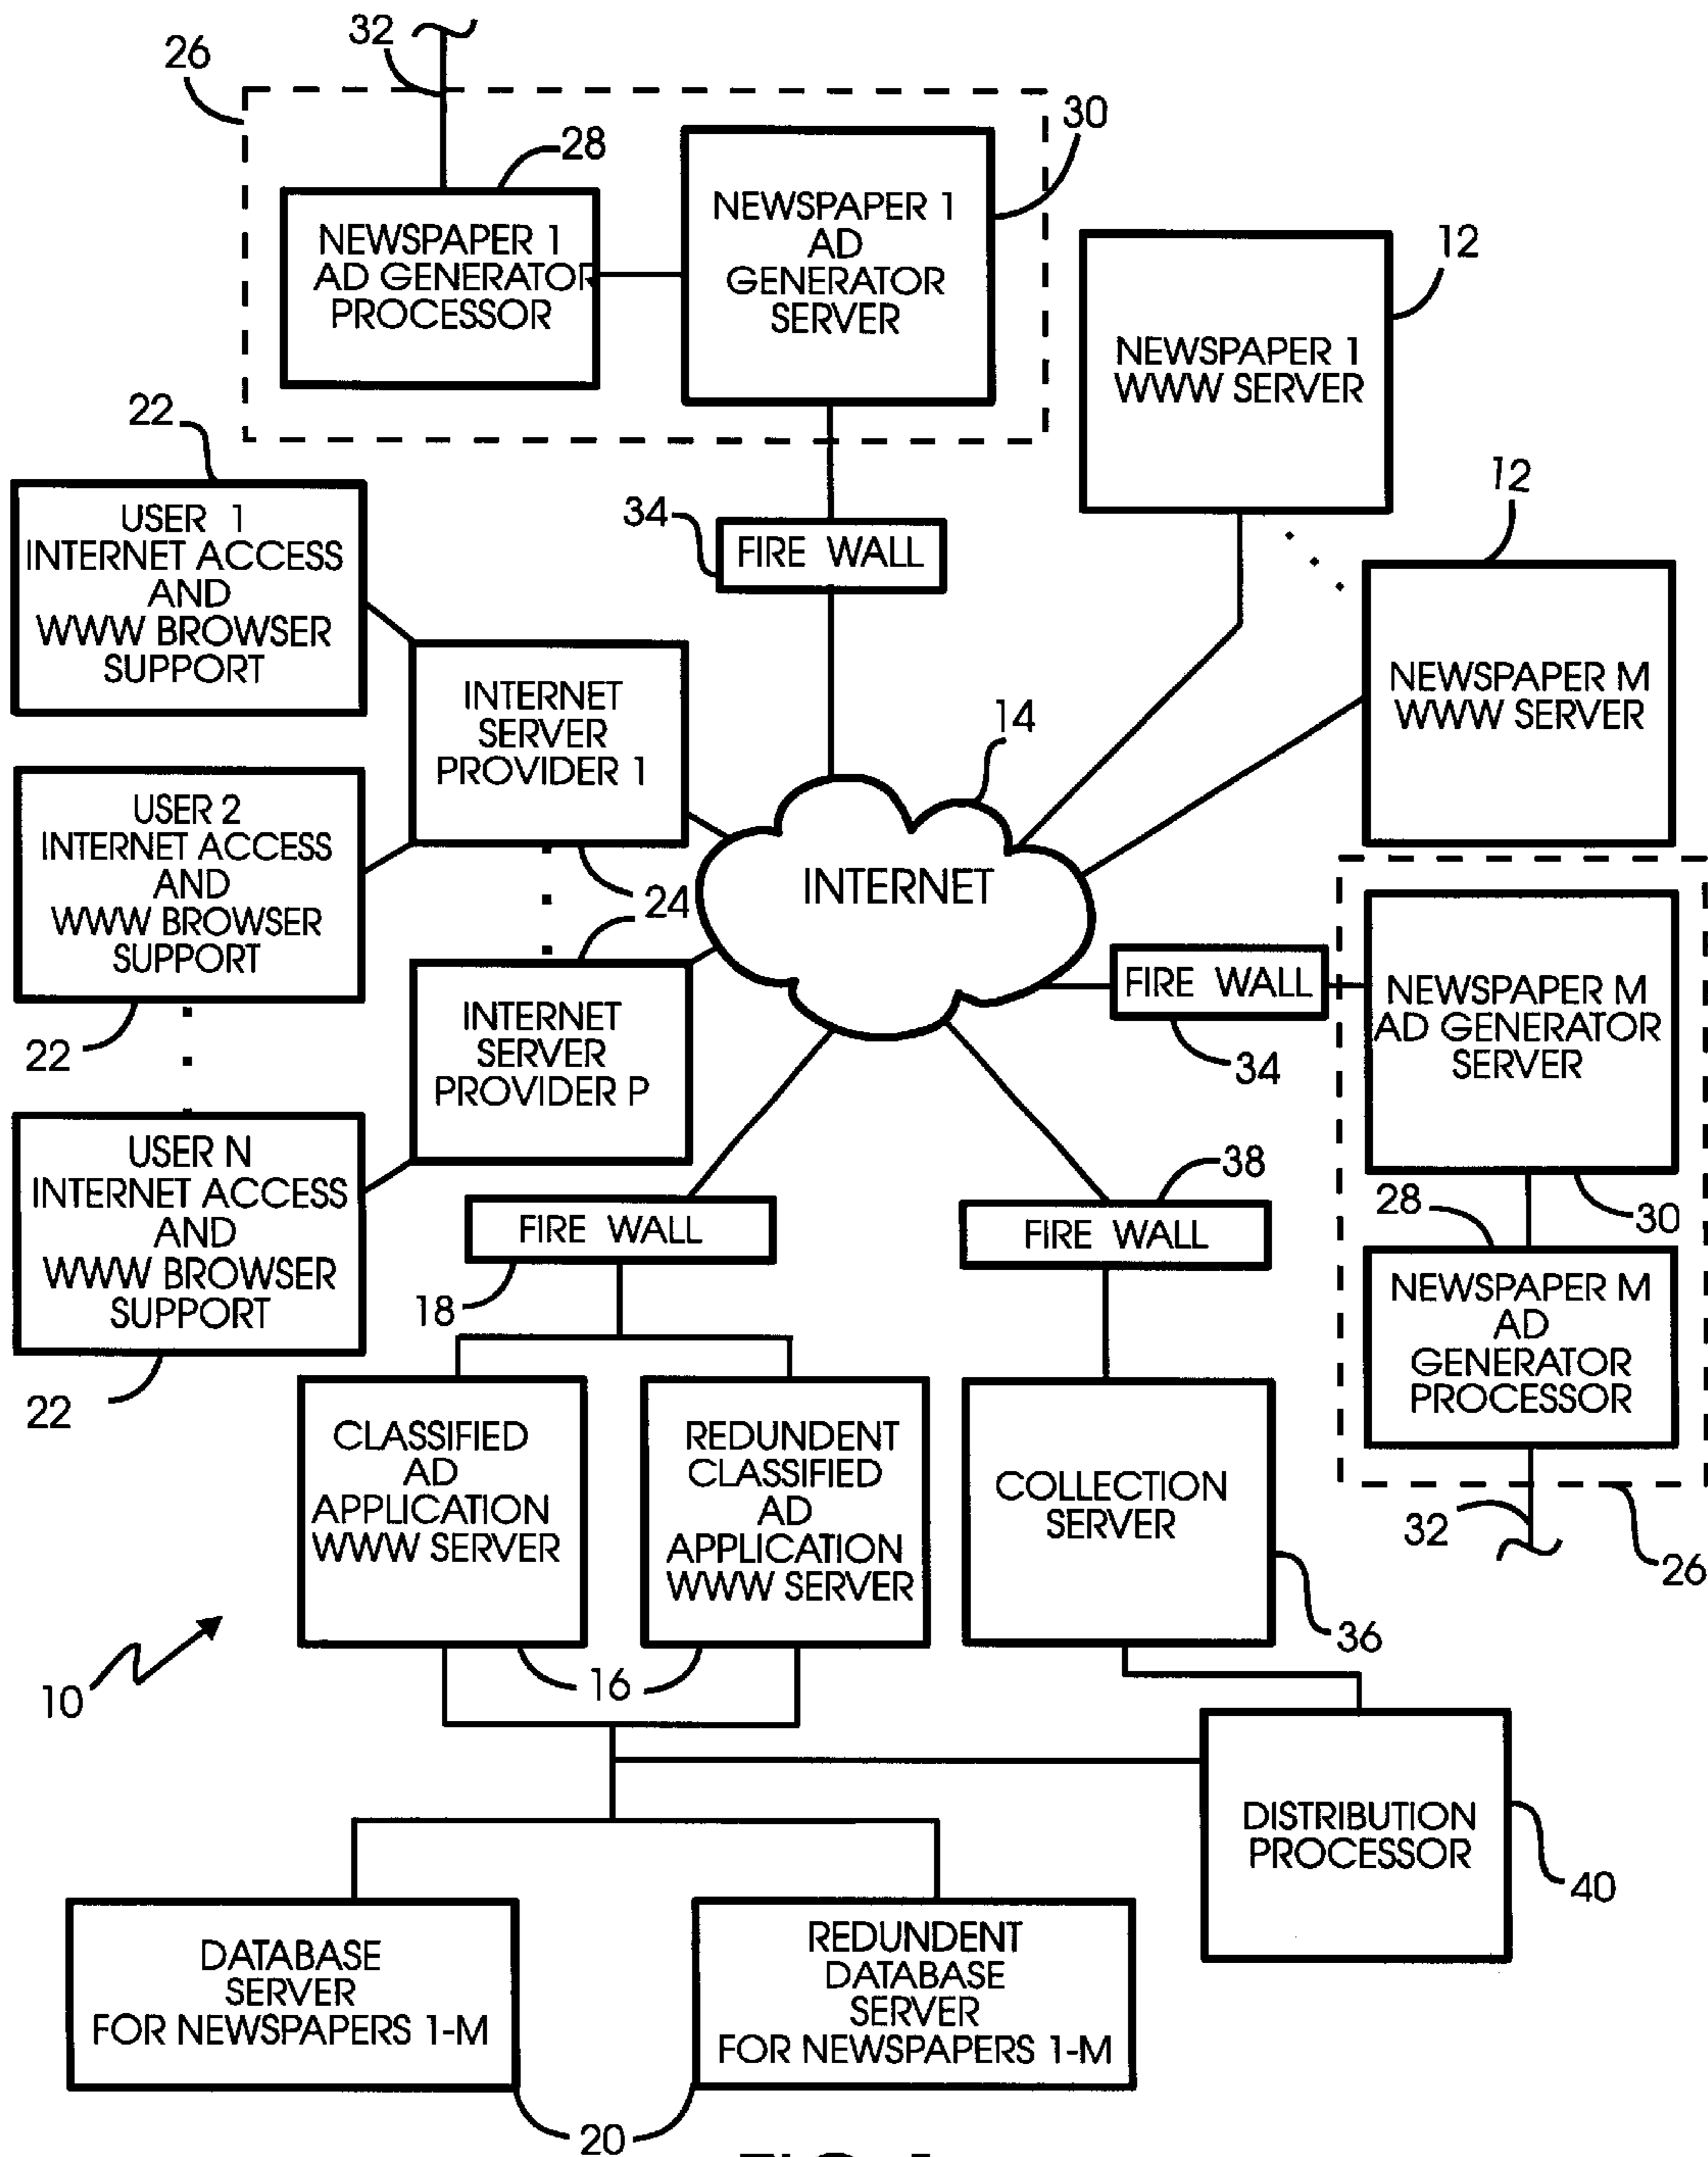 32
26
28
30
NEWSPAPER 1
AD GENERATOR
PROCESSOR
NEWSPAPER 1
AD
GENERATOR
SERVER
12
NEWSPAPER 1
WWW SERVER
22
USER 1
INTERNET ACCESS
AND
WWW BROWSER
SUPPORT
34
FIRE WALL
12
NEWSPAPER M
WWW SERVER
INTERNET
SERVER
PROVIDER 1
14
INTERNET
USER 2
INTERNET ACCESS
AND
WWW BROWSER
SUPPORT
22
24
INTERNET
SERVER
PROVIDER P
FIRE WALL
34
NEWSPAPER M
AD GENERATOR
SERVER
30
28
NEWSPAPER M
AD
GENERATOR
PROCESSOR
32
26
USER N
INTERNET ACCESS
AND
WWW BROWSER
SUPPORT
22
FIRE WALL
18
38
FIRE WALL
CLASSIFIED
AD
APPLICATION
WWW SERVER
REDUNDENT
CLASSIFIED
AD
APPLICATION
WWW SERVER
16
COLLECTION
SERVER
36
10
DISTRIBUTION
PROCESSOR
40
DATABASE
SERVER
FOR NEWSPAPERS 1-M
REDUNDENT
DATABASE
SERVER
FOR NEWSPAPERS 1-M
20